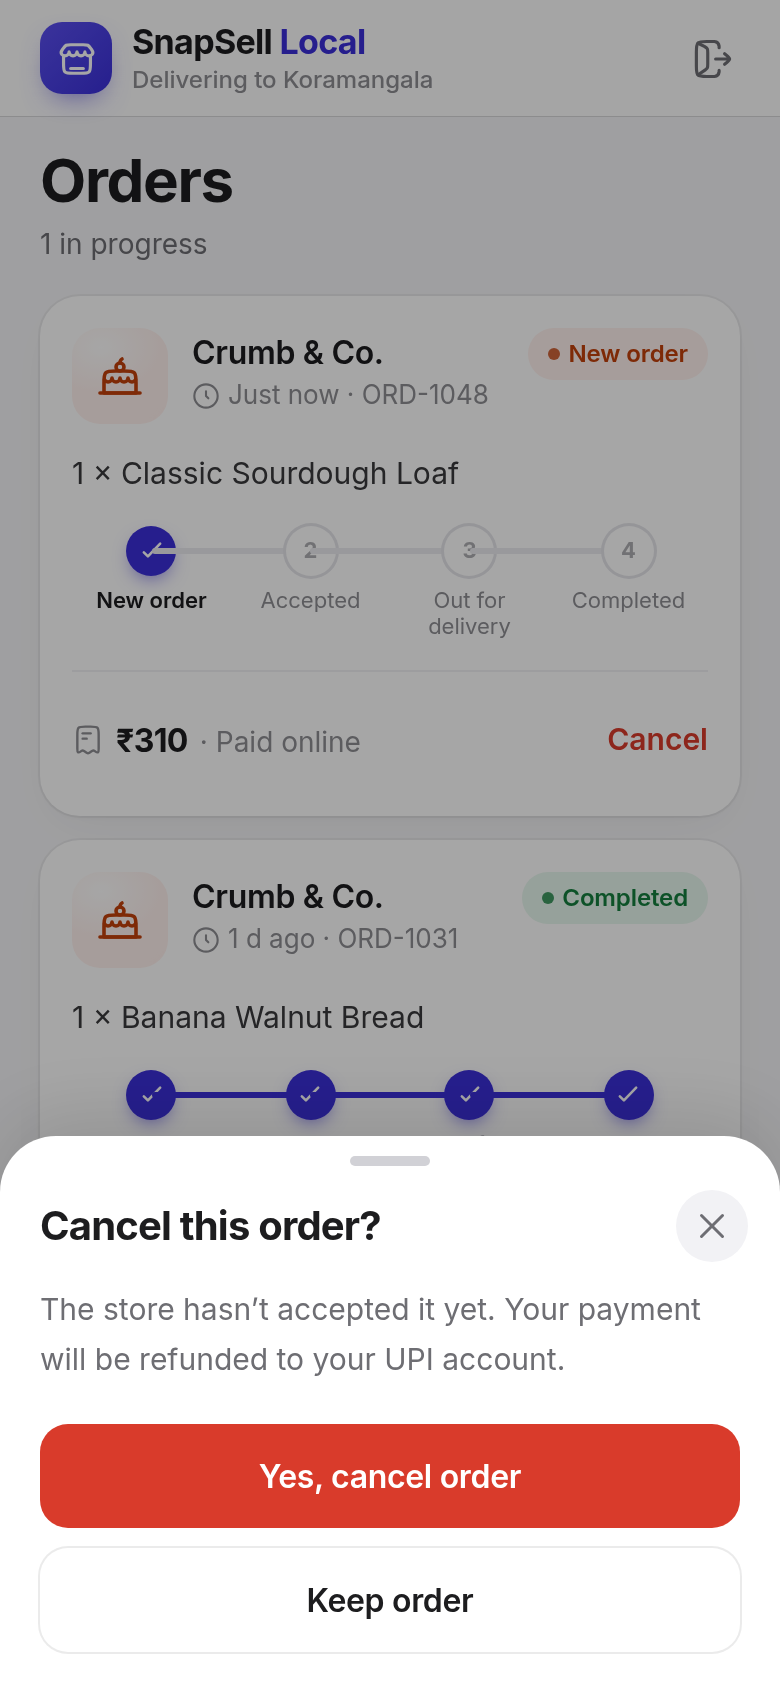 SnapSell Local
Delivering to Koramangala
Orders
1 in progress
Crumb & Co.
New order
Just now · ORD-1048
1 × Classic Sourdough Loaf
2
3
4
New order
Accepted
Out for
delivery
Completed
₹310 · Paid online
Cancel
Crumb & Co.
Completed
1 d ago · ORD-1031
1 × Banana Walnut Bread
Cancel this order?
The store hasn’t accepted it yet. Your payment
will be refunded to your UPI account.
Yes, cancel order
Keep order